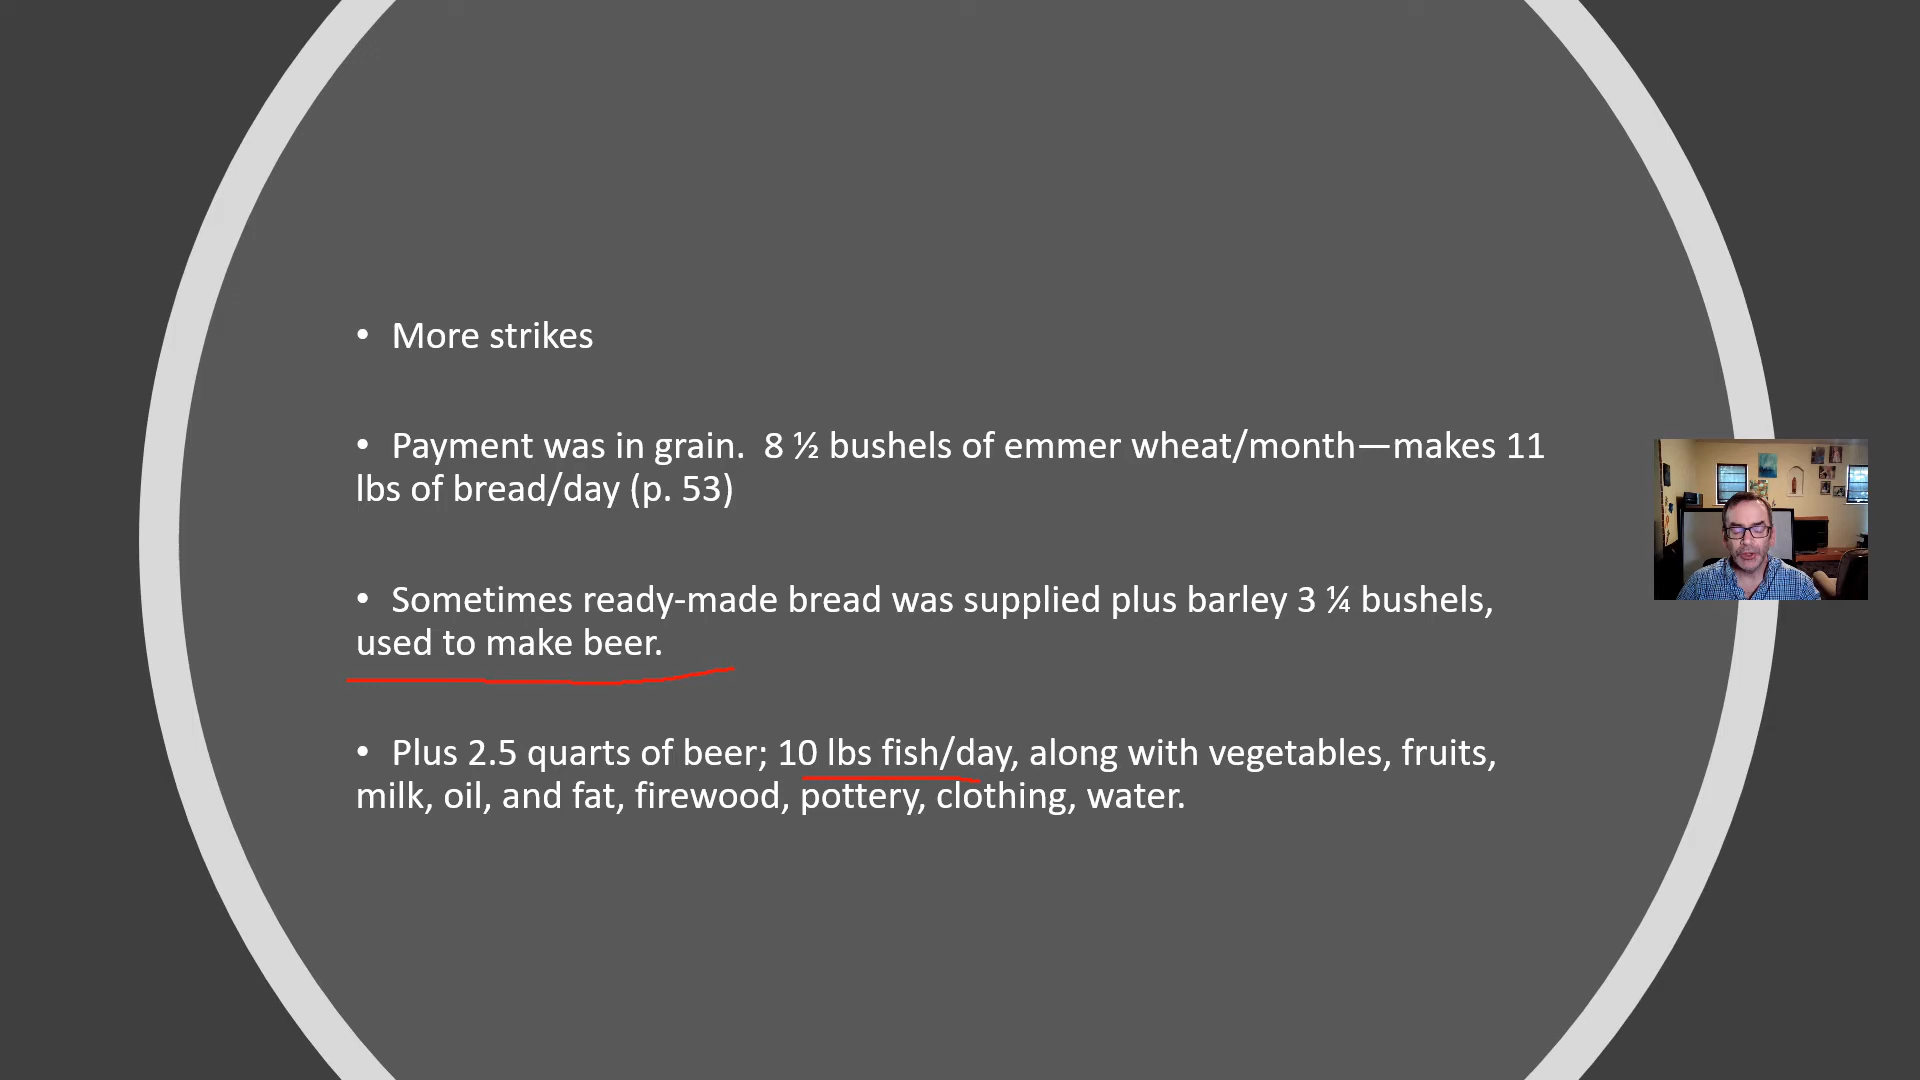 • More strikes
• Payment was in grain.  8 ½ bushels of emmer wheat/month—makes 11
lbs of bread/day (p. 53)
• Sometimes ready-made bread was supplied plus barley 3 ¼ bushels,
used to make beer.
• Plus 2.5 quarts of beer; 10 lbs fish/day, along with vegetables, fruits,
milk, oil, and fat, firewood, pottery, clothing, water.